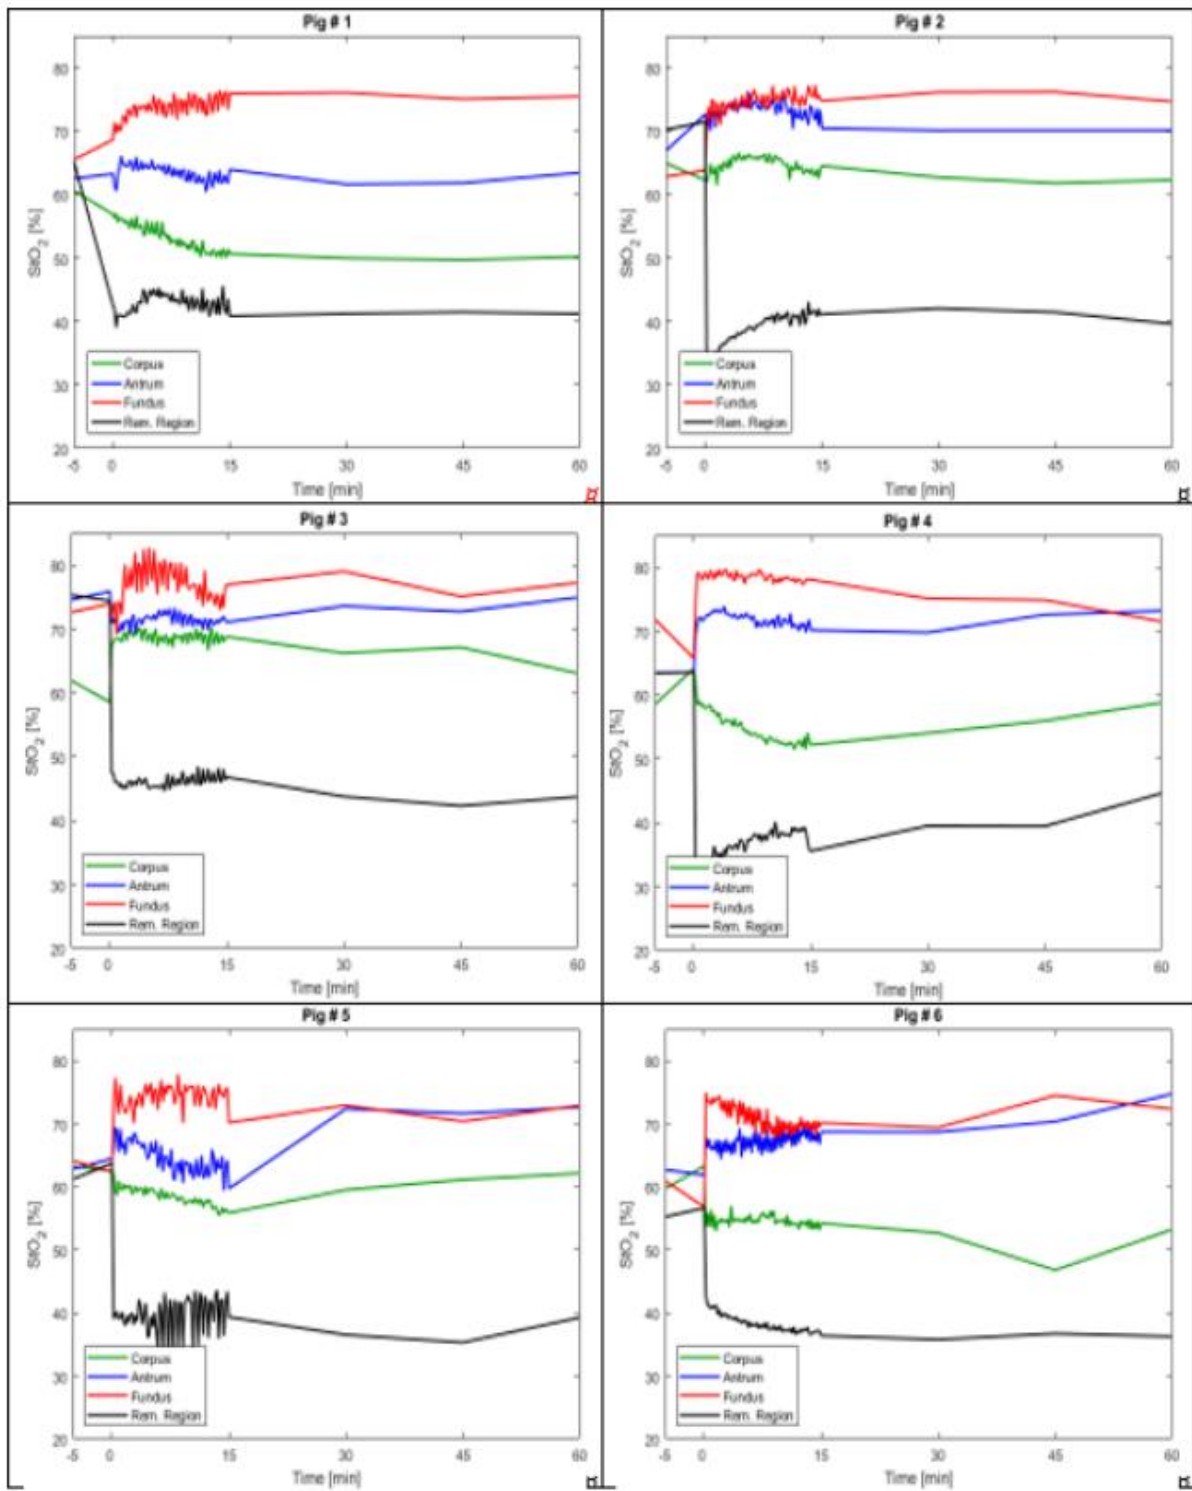 Pig # 1
StO2 [%]
80
70
60
50
40
30
20
Corpus
Antrum
Fundus
Rem. Region
-5 0 15 30 45 60
Time [min]
¤
Pig # 2
StO2 [%]
80
70
60
50
40
30
20
Corpus
Antrum
Fundus
Rem. Region
-5 0 15 30 45 60
Time [min]
¤
Pig # 3
StO2 [%]
80
70
60
50
40
30
20
Corpus
Antrum
Fundus
Rem. Region
-5 0 15 30 45 60
Time [min]
Pig # 4
StO2 [%]
80
70
60
50
40
30
20
Corpus
Antrum
Fundus
Rem. Region
-5 0 15 30 45 60
Time [min]
Pig # 5
StO2 [%]
80
70
60
50
40
30
20
Corpus
Antrum
Fundus
Rem. Region
-5 0 15 30 45 60
Time [min]
¤
Pig # 6
StO2 [%]
80
70
60
50
40
30
20
Corpus
Antrum
Fundus
Rem. Region
-5 0 15 30 45 60
Time [min]
¤